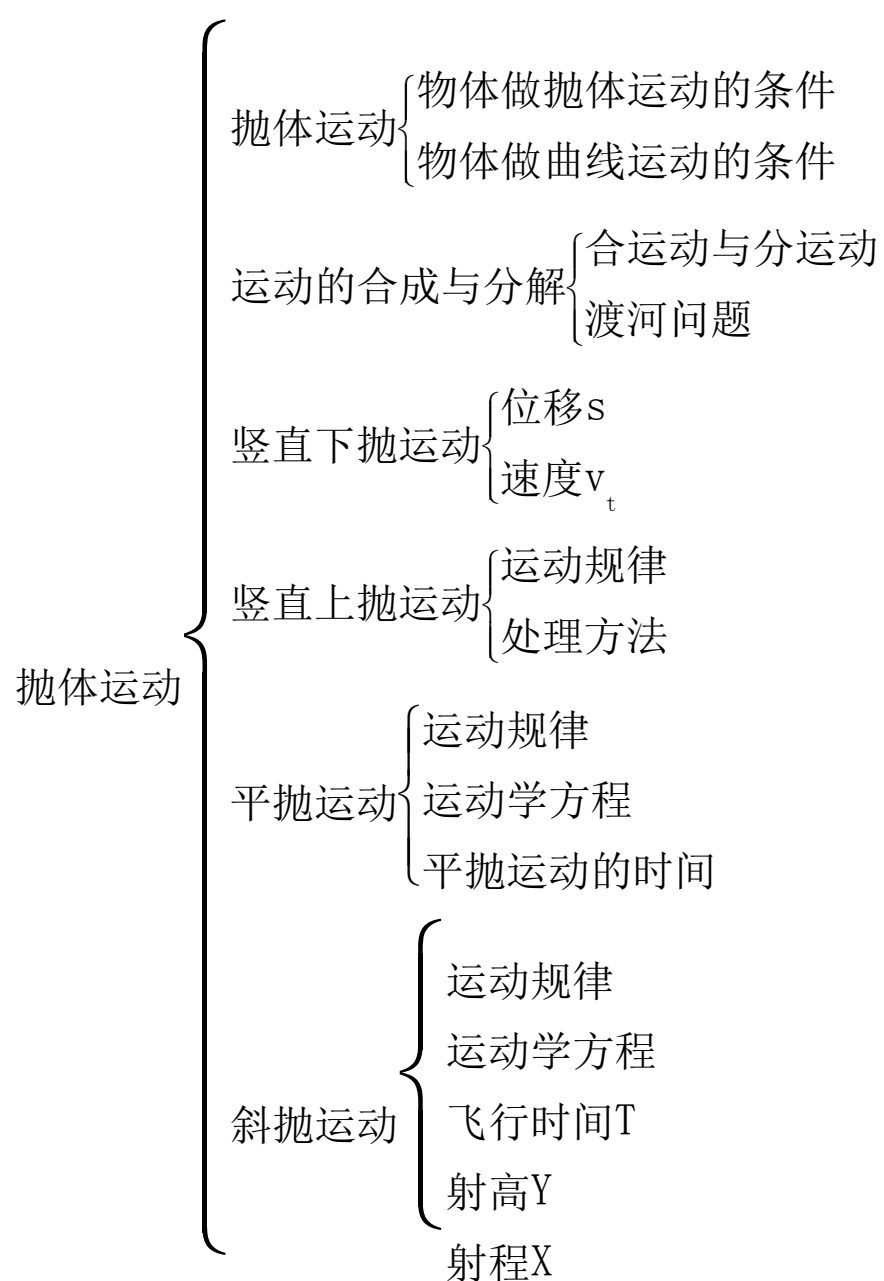 抛体运动
抛体运动
物体做抛体运动的条件
物体做曲线运动的条件
运动的合成与分解
合运动与分运动
渡河问题
竖直下抛运动
位移s
速度v_t
竖直上抛运动
运动规律
处理方法
平抛运动
运动规律
运动学方程
平抛运动的时间
斜抛运动
运动规律
运动学方程
飞行时间T
射高Y
射程X